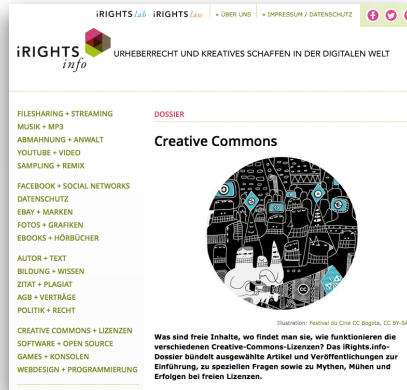 iRIGHTS lab iRIGHTS law » ÜBER UNS » IMPRESSUM / DATENSCHUTZ
iRIGHTS info
URHEBERRECHT UND KREATIVES SCHAFFEN IN DER DIGITALEN WELT
FILESHARING + STREAMING
MUSIK + MP3
ABMAHNUNG + ANWALT
YOUTUBE + VIDEO
SAMPLING + REMIX
FACEBOOK + SOCIAL NETWORKS
DATENSCHUTZ
EBAY + MARKEN
FOTOS + GRAFIKEN
EBOOKS + HÖRBÜCHER
AUTOR + TEXT
BILDUNG + WISSEN
ZITAT + PLAGIAT
AGB + VERTRÄGE
POLITIK + RECHT
CREATIVE COMMONS + LIZENZEN
SOFTWARE + OPEN SOURCE
GAMES + KONSOLEN
WEBDESIGN + PROGRAMMIERUNG
DOSSIER
Creative Commons
Illustration: Festival du Cine CC Bogota, CC BY-SA
Was sind freie Inhalte, wo findet man sie, wie funktionieren die
verschiedenen Creative-Commons-Lizenzen? Das iRights.info-
Dossier bündelt ausgewählte Artikel und Veröffentlichungen zur
Einführung, zu speziellen Fragen sowie zu Mythen, Mühen und
Erfolgen bei freien Lizenzen.